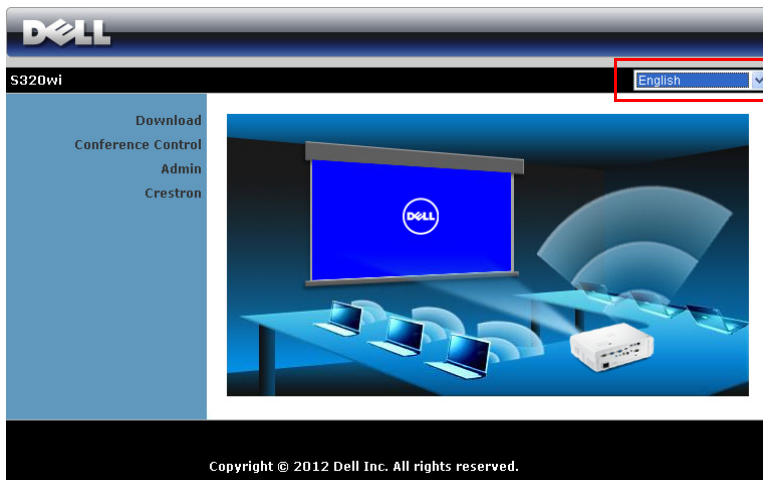 DELL
S320wi
English
Download
Conference Control
Admin
Crestron
DELL
Copyright © 2012 Dell Inc. All rights reserved.